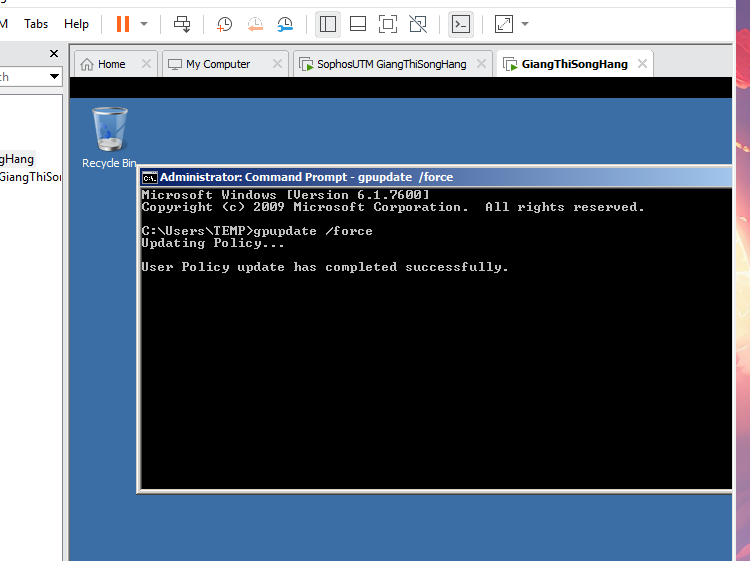 M Tabs Help
ch
Home
My Computer
SophosUTM GiangThiSongHang
GiangThiSongHang
gHang
GiangThiSor
Recycle Bin
Administrator: Command Prompt - gpupdate /force
Microsoft Windows [Version 6.1.7600]
Copyright (c) 2009 Microsoft Corporation. All rights reserved.
C:\Users\TEMP>gpupdate /force
Updating Policy...
User Policy update has completed successfully.